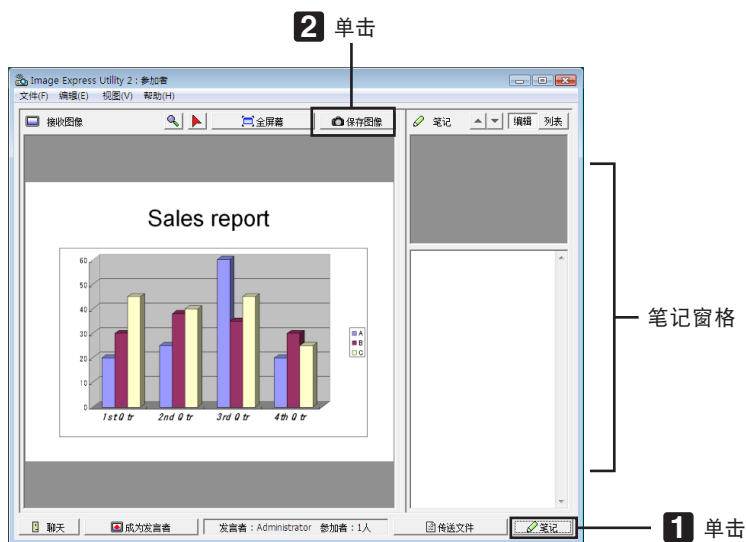 2 单击
Image Express Utility 2 : 参加者
文件(F) 编辑(E) 视图(V) 帮助(H)
接收图像 全屏幕 保存图像 笔记 编辑 列表
Sales report
60
50
40
30
20
10
0
A
B
C
1st Q tr 2nd Q tr 3rd Q tr 4th Q tr
笔记窗格
聊天 成为发言者 发言者 : Administrator 参加者 : 1人 传送文件 笔记
1 单击